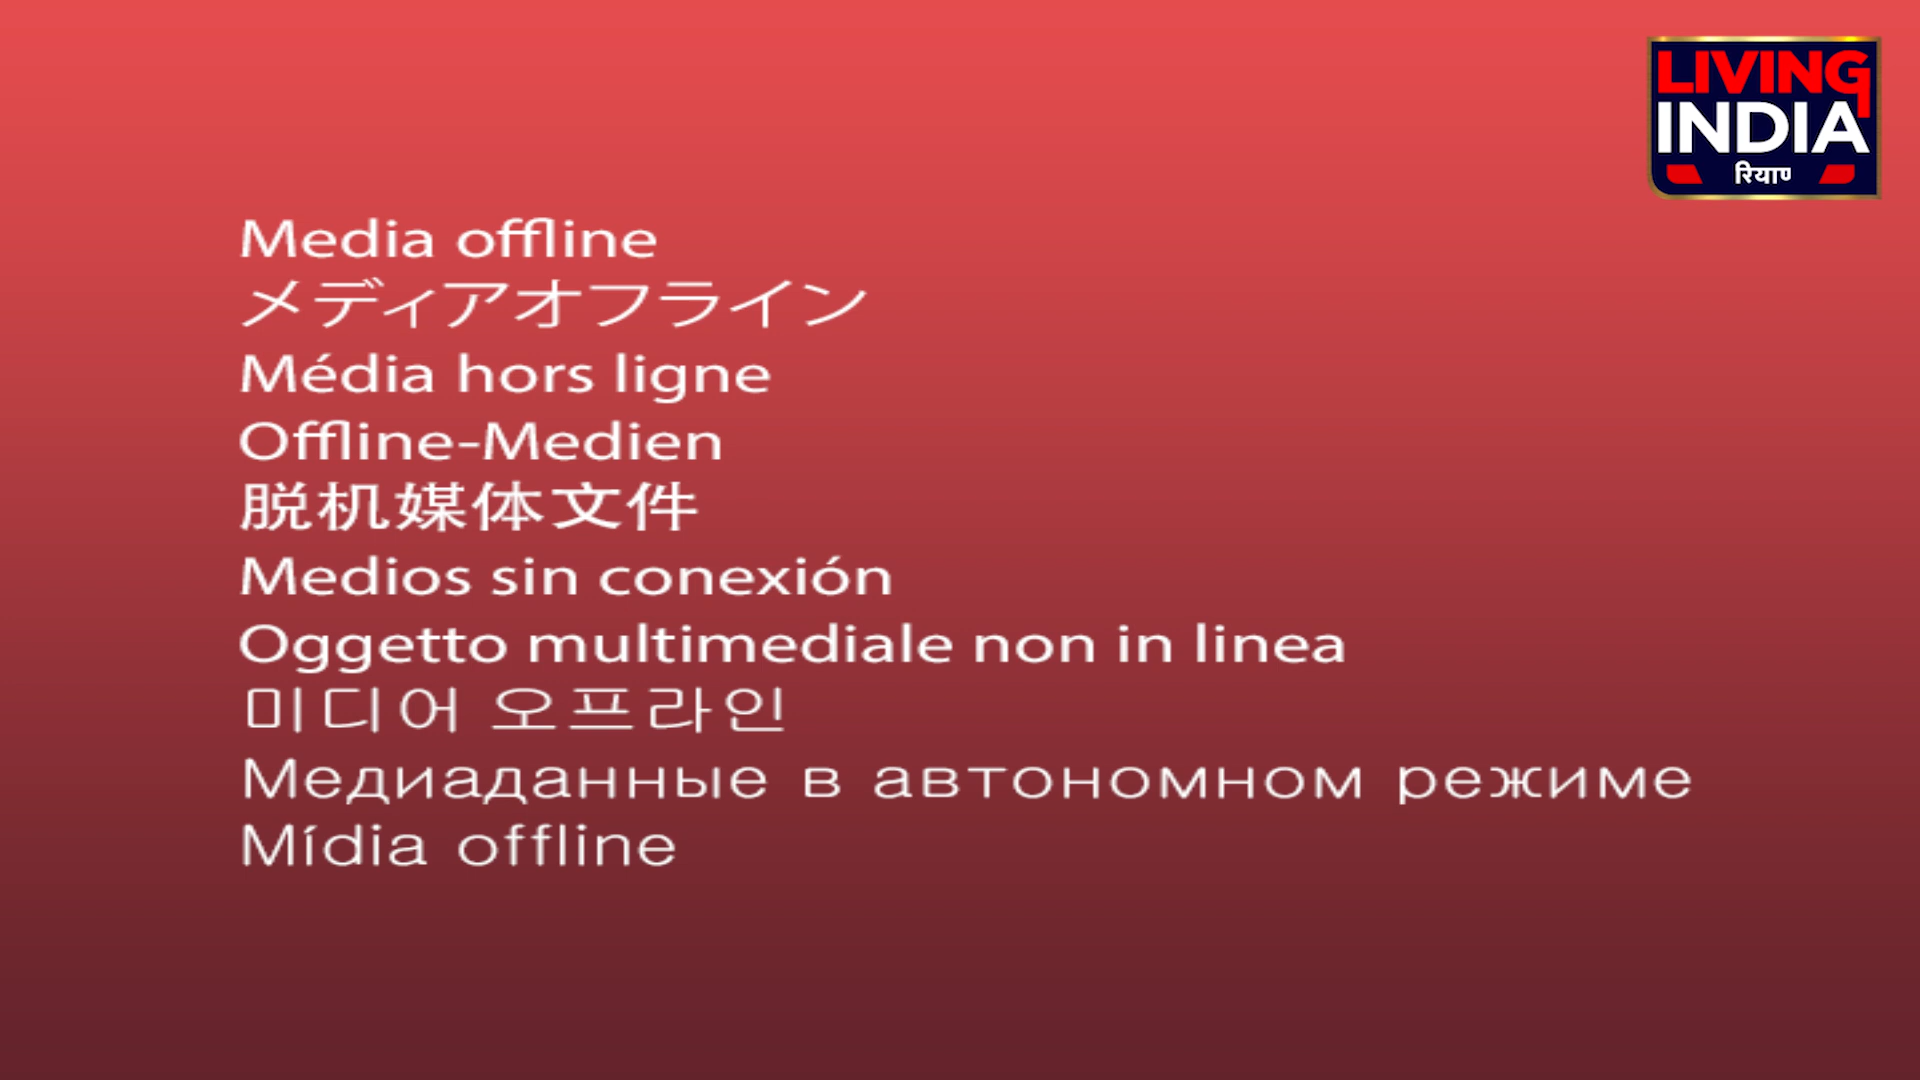 LIVING
INDIA
रियाण
Media offline
メディアオフライン
Média hors ligne
Offline-Medien
脱机媒体文件
Medios sin conexión
Oggetto multimediale non in linea
미디어 오프라인
Медиаданные в автономном режиме
Mídia offline